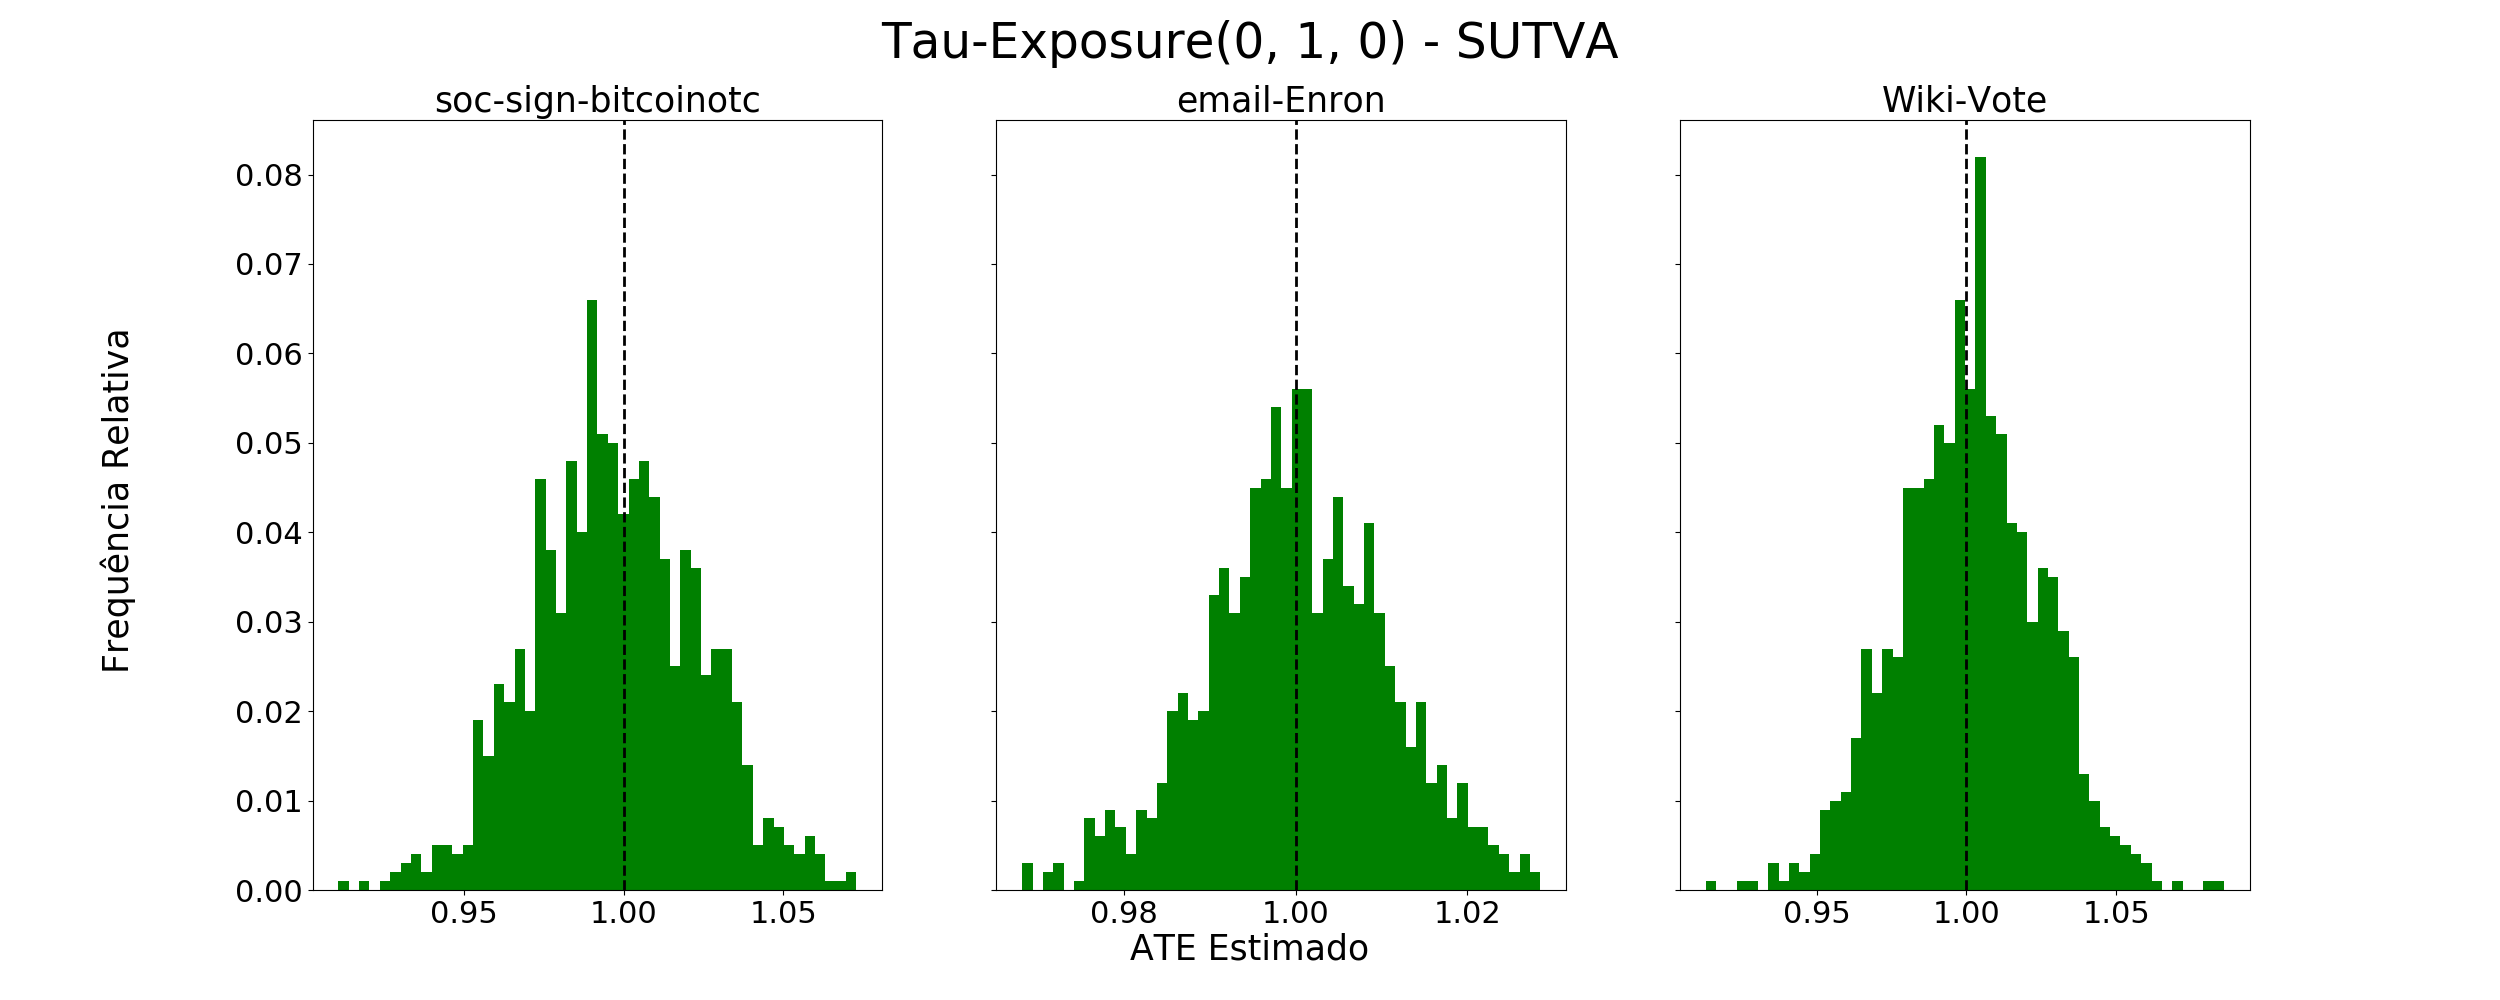 Tau-Exposure(0, 1, 0) - SUTVA
soc-sign-bitcoinotc
email-Enron
Wiki-Vote
Frequência Relativa
0.08
0.07
0.06
0.05
0.04
0.03
0.02
0.01
0.00
0.95 1.00 1.05
0.98 1.00 1.02
0.95 1.00 1.05
ATE Estimado